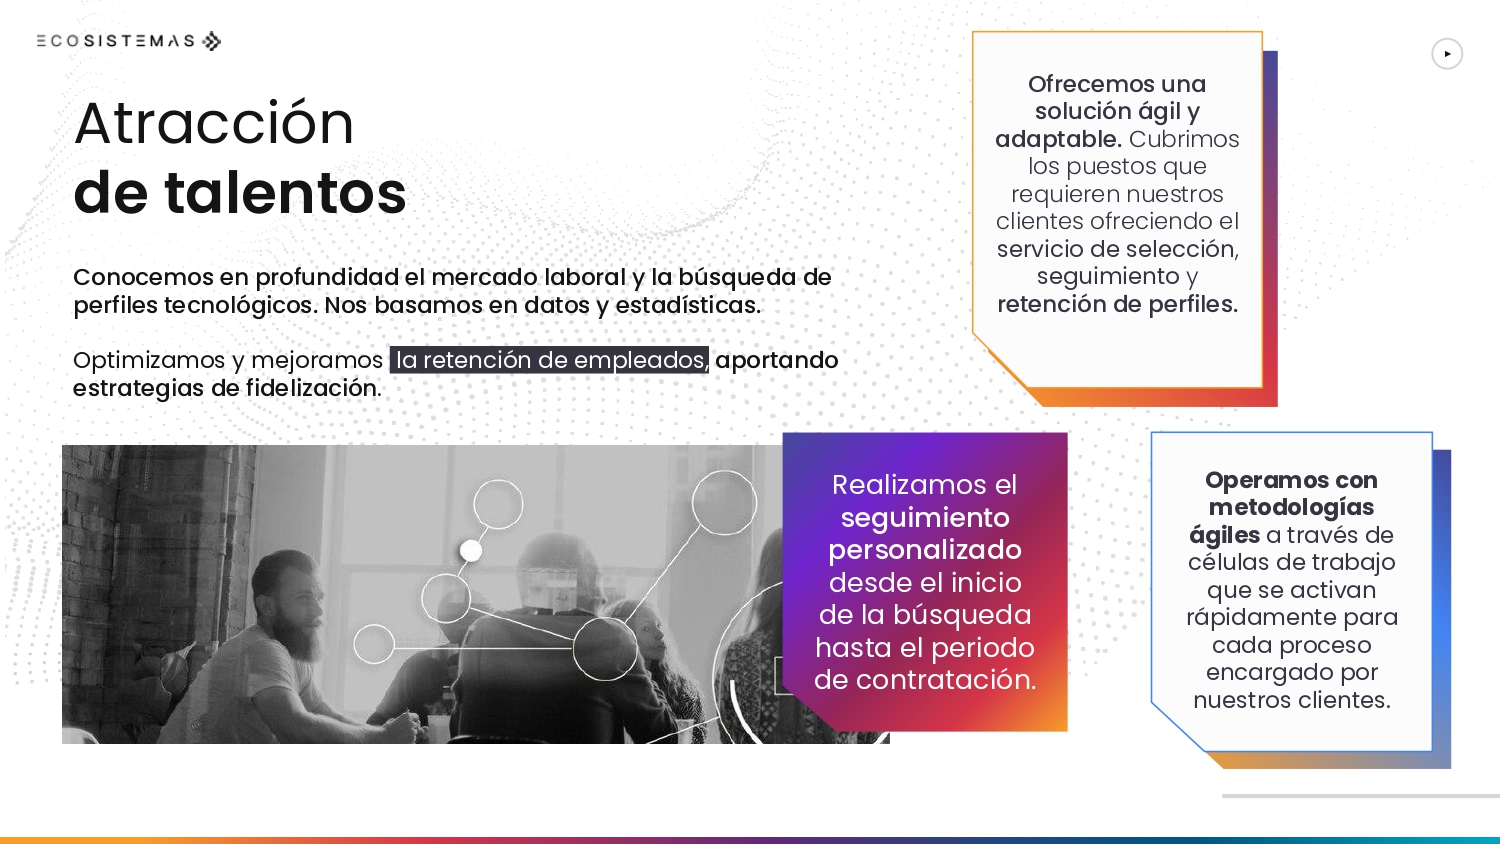 ECOSISTEMAS
Atracción
de talentos
Conocemos en profundidad el mercado laboral y la búsqueda de
perfiles tecnológicos. Nos basamos en datos y estadísticas.
Optimizamos y mejoramos la retención de empleados, aportando
estrategias de fidelización.
Ofrecemos una
solución ágil y
adaptable. Cubrimos
los puestos que
requieren nuestros
clientes ofreciendo el
servicio de selección,
seguimiento y
retención de perfiles.
Realizamos el
seguimiento
personalizado
desde el inicio
de la búsqueda
hasta el periodo
de contratación.
Operamos con
metodologías
ágiles a través de
células de trabajo
que se activan
rápidamente para
cada proceso
encargado por
nuestros clientes.